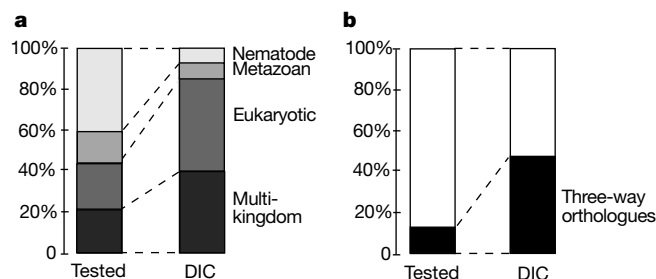 a
100%
80%
60%
40%
20%
0
Tested
DIC
Nematode
Metazoan
Eukaryotic
Multi-
kingdom
b
100%
80%
60%
40%
20%
0
Tested
DIC
Three-way
orthologues